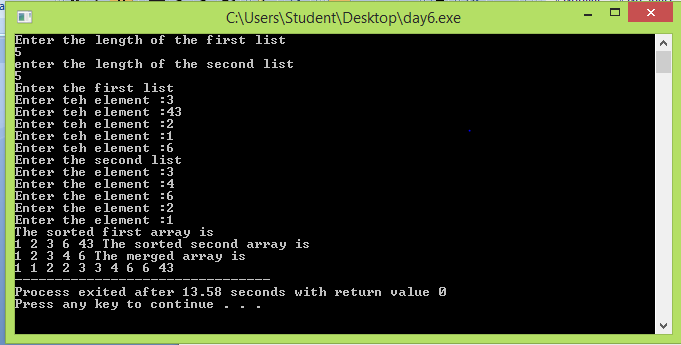 C:\Users\Student\Desktop\day6.exe
Enter the length of the first list
5
enter the length of the second list
5
Enter the first list
Enter teh element :3
Enter teh element :43
Enter teh element :2
Enter teh element :1
Enter teh element :6
Enter the second list
Enter the element :3
Enter the element :4
Enter the element :6
Enter the element :2
Enter the element :1
The sorted first array is
1 2 3 6 43 The sorted second array is
1 2 3 4 6 The merged array is
1 1 2 2 3 3 4 6 6 43
--------------------------------
Process exited after 13.58 seconds with return value 0
Press any key to continue . . .